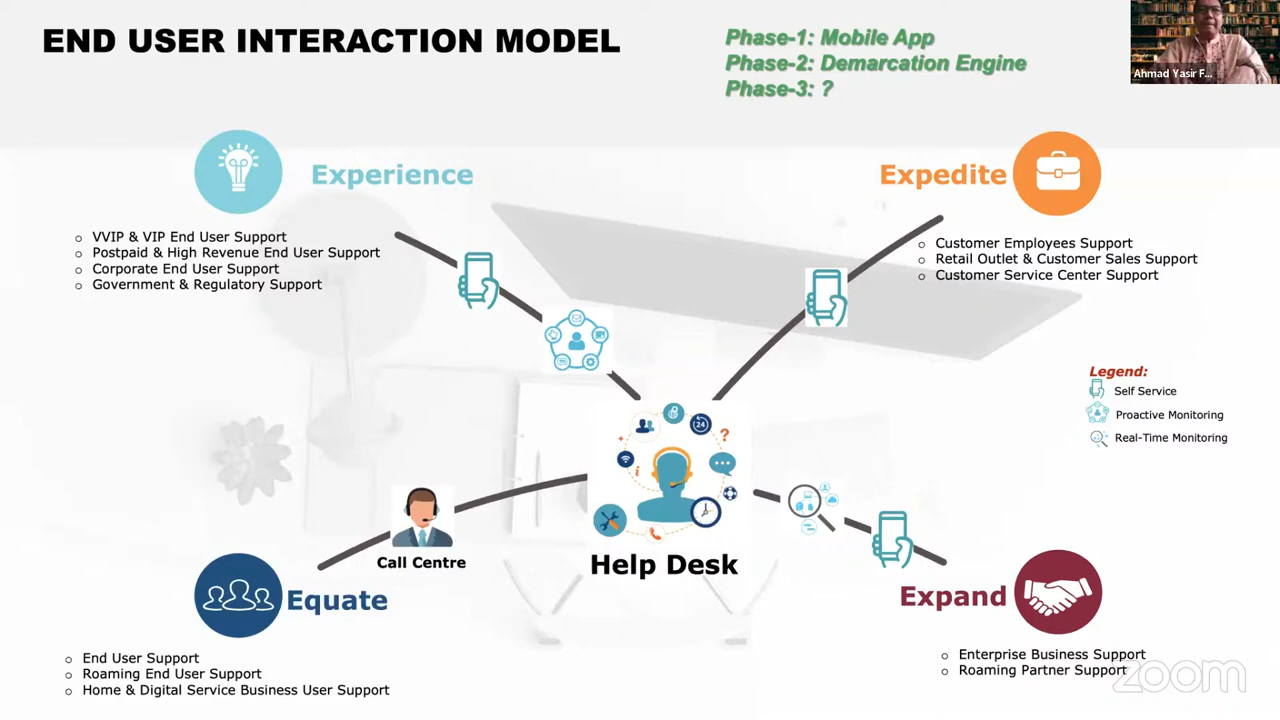 END USER INTERACTION MODEL
Phase-1: Mobile App
Phase-2: Demarcation Engine
Phase-3: ?
Ahmad Yasir F...
Experience
VVIP & VIP End User Support
Postpaid & High Revenue End User Support
Corporate End User Support
Government & Regulatory Support
Expedite
Customer Employees Support
Retail Outlet & Customer Sales Support
Customer Service Center Support
Legend:
Self Service
Proactive Monitoring
Real-Time Monitoring
24
?
i
Help Desk
Call Centre
Equate
End User Support
Roaming End User Support
Home & Digital Service Business User Support
Expand
Enterprise Business Support
Roaming Partner Support
zoom